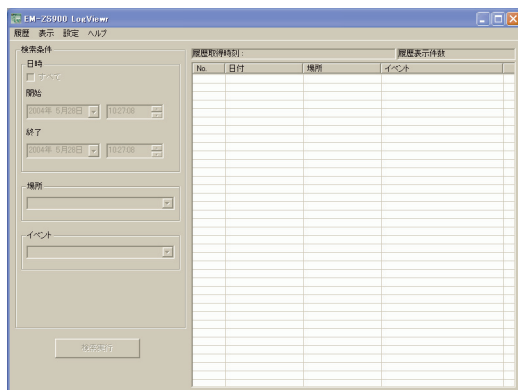 EM-ZS900 LogViewr
履歴 表示 設定 ヘルプ
検索条件
日時
すべて
開始
2004年 5月28日 10:27:08
終了
2004年 5月28日 10:27:08
場所
イベント
検索実行
履歴取得時刻: 履歴表示件数
No. 日付 場所 イベント